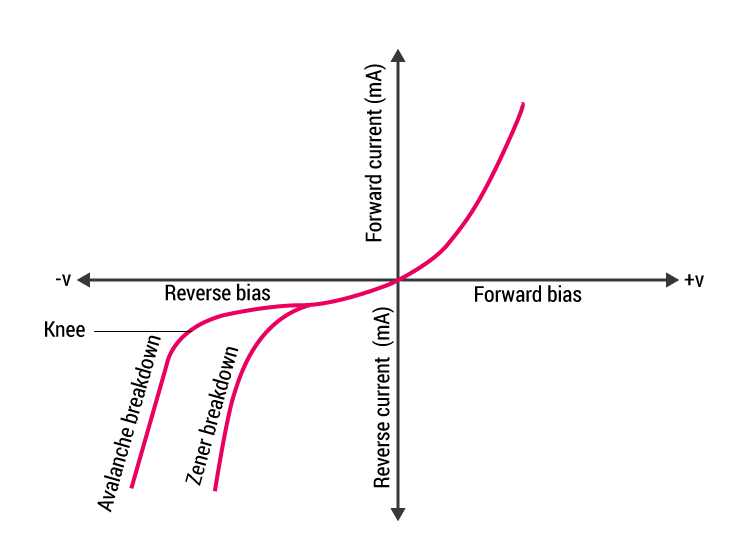 Forward current (mA)
-v
+v
Reverse bias
Forward bias
Knee
Avalanche breakdown
Zener breakdown
Reverse current (mA)